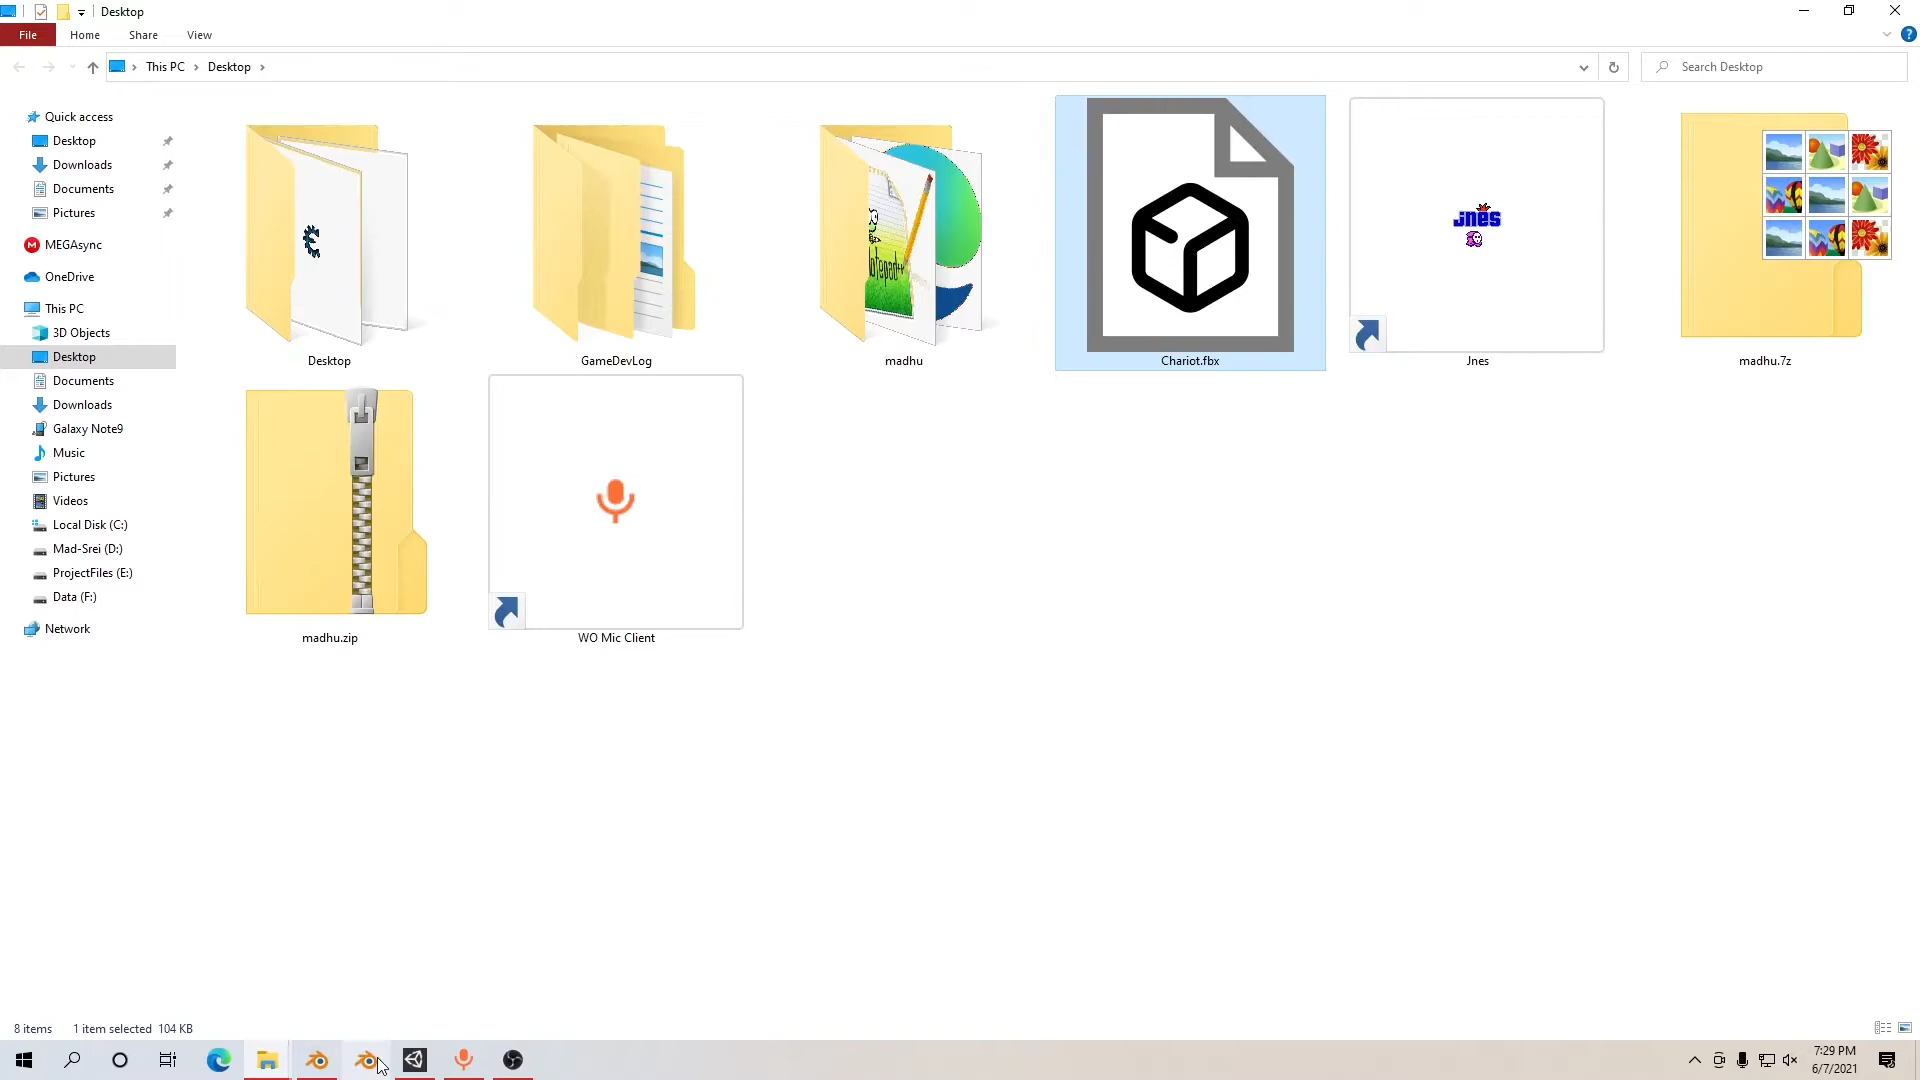 Desktop
File Home Share View
This PC Desktop
Search Desktop
Quick access
Desktop
Downloads
Documents
Pictures
MEGAsync
OneDrive
This PC
3D Objects
Desktop
Documents
Downloads
Galaxy Note9
Music
Pictures
Videos
Local Disk (C:)
Mad-Srei (D:)
ProjectFiles (E:)
Data (F:)
Network
jnes
Desktop GameDevLog madhu Chariot.fbx Jnes madhu.7z
madhu.zip WO Mic Client
8 items 1 item selected 104 KB
7:29 PM
6/7/2021